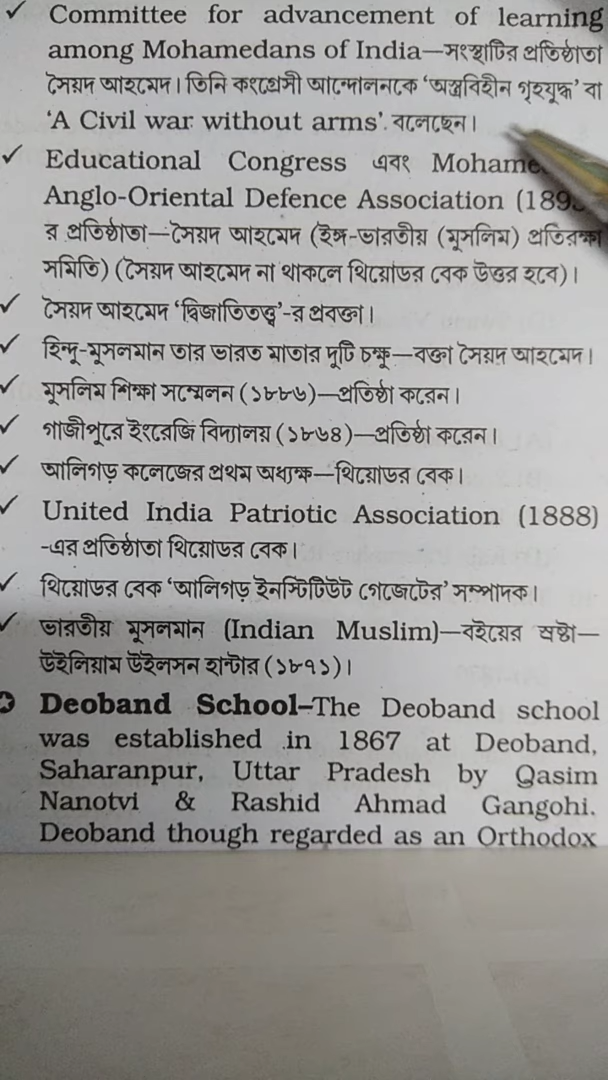 ✓ Committee for advancement of learning
among Mohamedans of India—সংস্থাটির প্রতিষ্ঠাতা
সৈয়দ আহমেদ। তিনি কংগ্রেসী আন্দোলনকে ‘অস্ত্রবিহীন গৃহযুদ্ধ’ বা
‘A Civil war without arms’. বলেছেন।
✓ Educational Congress এবং
Anglo-Oriental Defence Association
র প্রতিষ্ঠাতা—সৈয়দ আহমেদ (ইঙ্গ-ভারতীয় (মুসলিম) প্রতিরক্ষা
সমিতি) (সৈয়দ আহমেদ না থাকলে থিয়োডর বেক উত্তর হবে)।
✓ সৈয়দ আহমেদ ‘দ্বিজাতিতত্ত্ব’-র প্রবক্তা।
✓ হিন্দু-মুসলমান তার ভারত মাতার দুটি চক্ষু—বক্তা সৈয়দ আহমেদ।
✓ মুসলিম শিক্ষা সম্মেলন (১৮৮৬)—প্রতিষ্ঠা করেন।
✓ গাজীপুরে ইংরেজি বিদ্যালয় (১৮৬৪)—প্রতিষ্ঠা করেন।
✓ আলিগড় কলেজের প্রথম অধ্যক্ষ—থিয়োডর বেক।
✓ United India Patriotic Association (1888)
-এর প্রতিষ্ঠাতা থিয়োডর বেক।
✓ থিয়োডর বেক ‘আলিগড় ইনস্টিটিউট গেজেটের’ সম্পাদক।
✓ ভারতীয় মুসলমান (Indian Muslim)—বইয়ের স্রষ্টা—
উইলিয়াম উইলসন হান্টার (১৮৭১)।
Deoband School–The Deoband school
was established in 1867 at Deoband,
Saharanpur, Uttar Pradesh by Qasim
Nanotvi & Rashid Ahmad Gangohi.
Deoband though regarded as an Orthodox